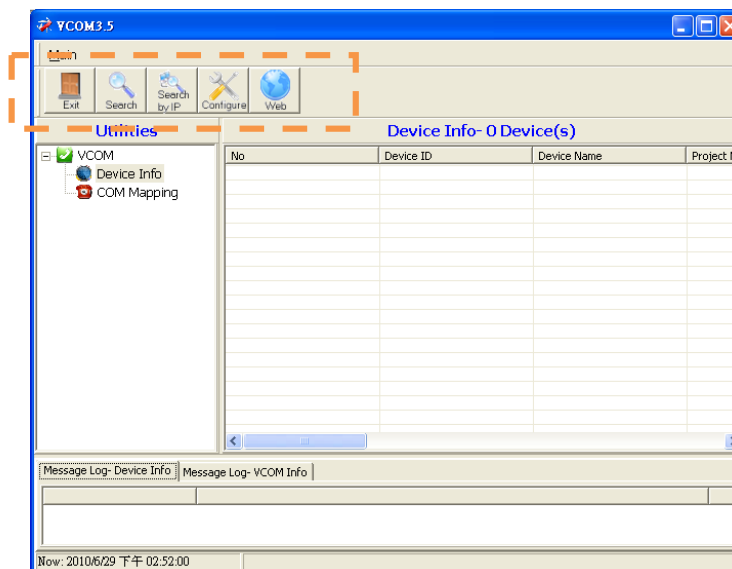 VCOM3.5
Main
Exit
Search
Search
by IP
Configure
Web
Utilities
Device Info- 0 Device(s)
VCOM
Device Info
COM Mapping
No
Device ID
Device Name
Project
Message Log- Device Info
Message Log- VCOM Info
Now: 2010/6/29 下午 02:52:00